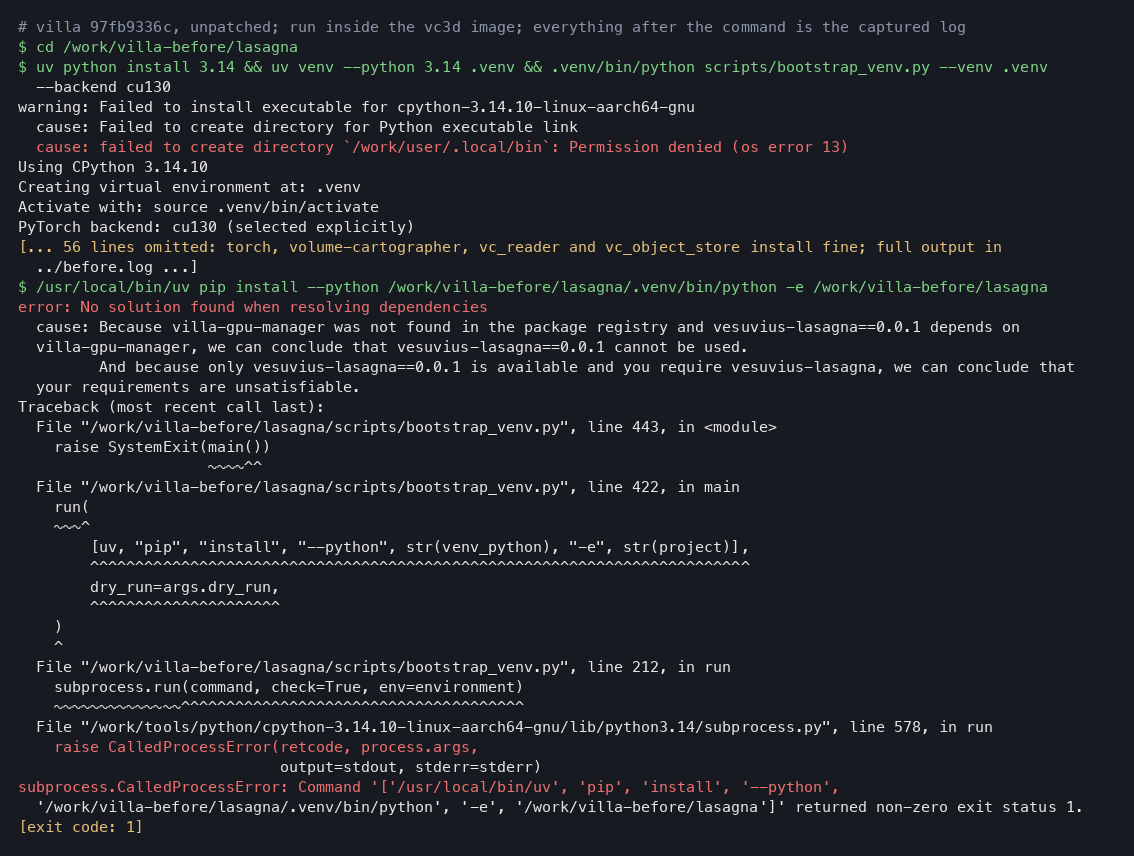 # villa 97fb9336c, unpatched; run inside the vc3d image; everything after the command is the captured log
$ cd /work/villa-before/lasagna
$ uv python install 3.14 && uv venv --python 3.14 .venv && .venv/bin/python scripts/bootstrap_venv.py --venv .venv
  --backend cu130
warning: Failed to install executable for cpython-3.14.10-linux-aarch64-gnu
  cause: Failed to create directory for Python executable link
  cause: failed to create directory `/work/user/.local/bin`: Permission denied (os error 13)
Using CPython 3.14.10
Creating virtual environment at: .venv
Activate with: source .venv/bin/activate
PyTorch backend: cu130 (selected explicitly)
[... 56 lines omitted: torch, volume-cartographer, vc_reader and vc_object_store install fine; full output in
  ../before.log ...]
$ /usr/local/bin/uv pip install --python /work/villa-before/lasagna/.venv/bin/python -e /work/villa-before/lasagna
error: No solution found when resolving dependencies
  cause: Because villa-gpu-manager was not found in the package registry and vesuvius-lasagna==0.0.1 depends on
  villa-gpu-manager, we can conclude that vesuvius-lasagna==0.0.1 cannot be used.
         And because only vesuvius-lasagna==0.0.1 is available and you require vesuvius-lasagna, we can conclude that
  your requirements are unsatisfiable.
Traceback (most recent call last):
  File "/work/villa-before/lasagna/scripts/bootstrap_venv.py", line 443, in <module>
    raise SystemExit(main())
                     ~~~~^^
  File "/work/villa-before/lasagna/scripts/bootstrap_venv.py", line 422, in main
    run(
    ~~~^
        [uv, "pip", "install", "--python", str(venv_python), "-e", str(project)],
        ^^^^^^^^^^^^^^^^^^^^^^^^^^^^^^^^^^^^^^^^^^^^^^^^^^^^^^^^^^^^^^^^^^^^^^^^^
        dry_run=args.dry_run,
        ^^^^^^^^^^^^^^^^^^^^^
    )
    ^
  File "/work/villa-before/lasagna/scripts/bootstrap_venv.py", line 212, in run
    subprocess.run(command, check=True, env=environment)
    ~~~~~~~~~~~~~~^^^^^^^^^^^^^^^^^^^^^^^^^^^^^^^^^^^^^^
  File "/work/tools/python/cpython-3.14.10-linux-aarch64-gnu/lib/python3.14/subprocess.py", line 578, in run
    raise CalledProcessError(retcode, process.args,
                             output=stdout, stderr=stderr)
subprocess.CalledProcessError: Command '['/usr/local/bin/uv', 'pip', 'install', '--python',
  '/work/villa-before/lasagna/.venv/bin/python', '-e', '/work/villa-before/lasagna']' returned non-zero exit status 1.
[exit code: 1]